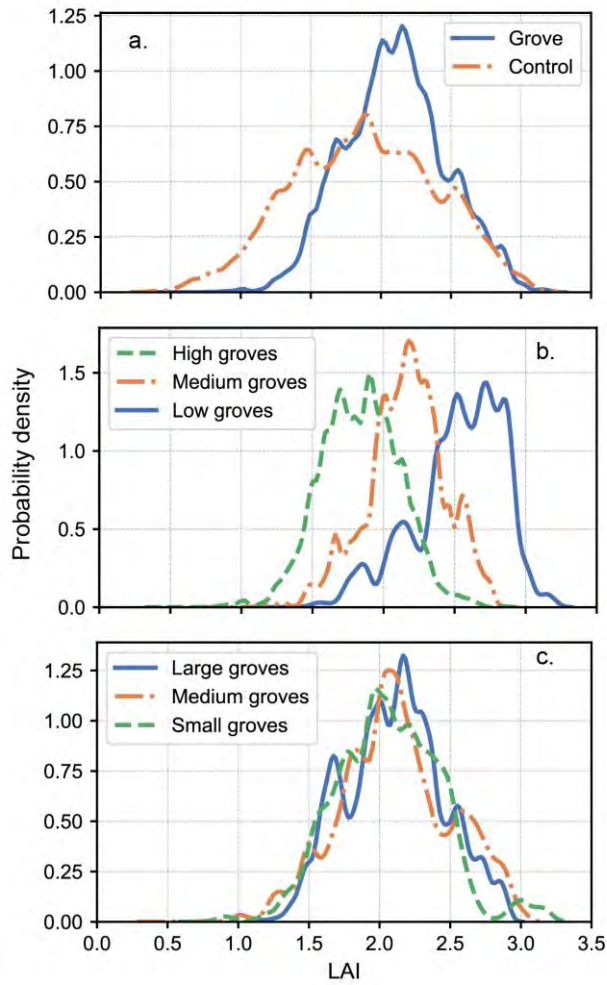 a.
Grove
Control
1.25
1.00
0.75
0.50
0.25
0.00
b.
High groves
Medium groves
Low groves
1.5
1.0
0.5
0.0
Probability density
c.
Large groves
Medium groves
Small groves
1.25
1.00
0.75
0.50
0.25
0.00
0.0 0.5 1.0 1.5 2.0 2.5 3.0 3.5
LAI